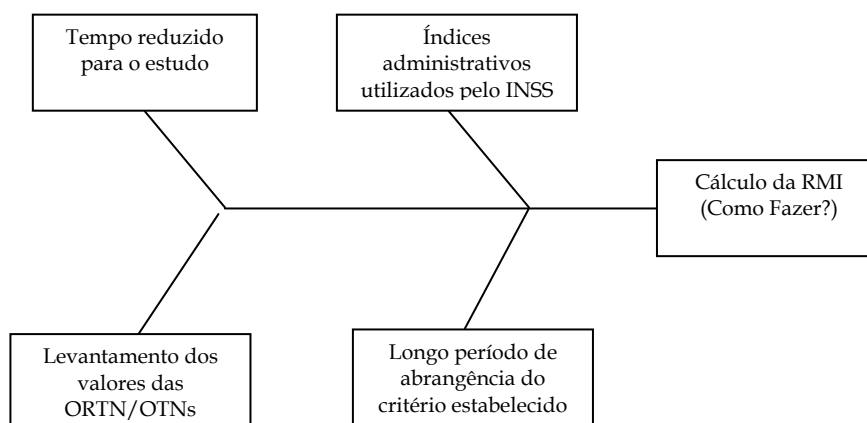 Tempo reduzido
para o estudo
Índices
administrativos
utilizados pelo INSS
Cálculo da RMI
(Como Fazer?)
Levantamento dos
valores das
ORTN/OTNs
Longo período de
abrangência do
critério estabelecido